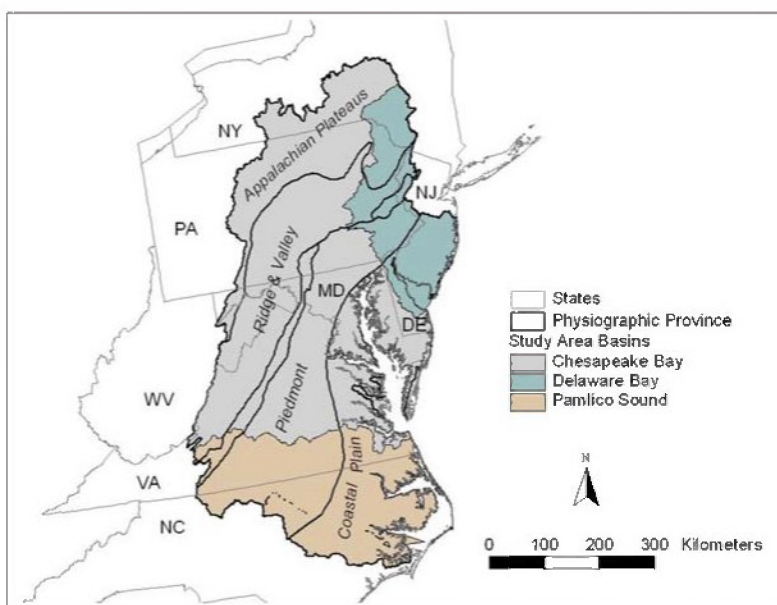 NY
Appalachian Plateaus
NJ
PA
Ridge & Valley
MD
DE
WV
Piedmont
VA
Coastal Plain
NC
States
Physiographic Province
Study Area Basins
Chesapeake Bay
Delaware Bay
Pamlico Sound
N
0 100 200 300 Kilometers